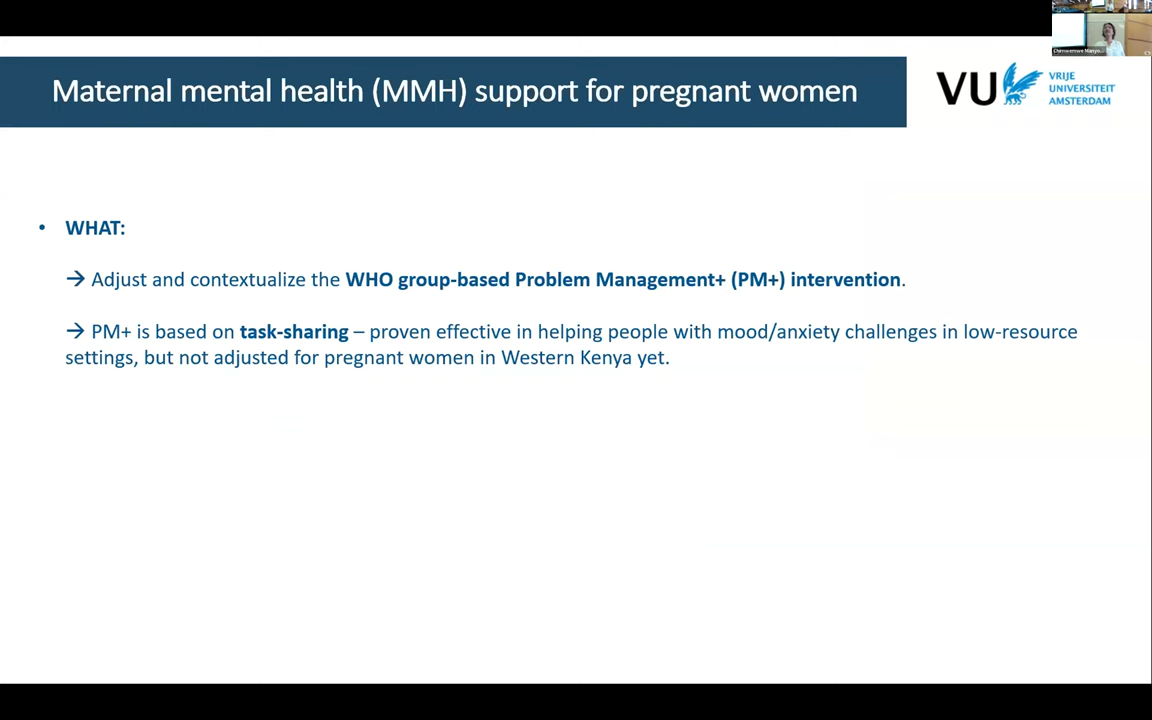 Maternal mental health (MMH) support for pregnant women
VU VRIJE
UNIVERSITEIT
AMSTERDAM
• WHAT:
→ Adjust and contextualize the WHO group-based Problem Management+ (PM+) intervention.
→ PM+ is based on task-sharing – proven effective in helping people with mood/anxiety challenges in low-resource
settings, but not adjusted for pregnant women in Western Kenya yet.